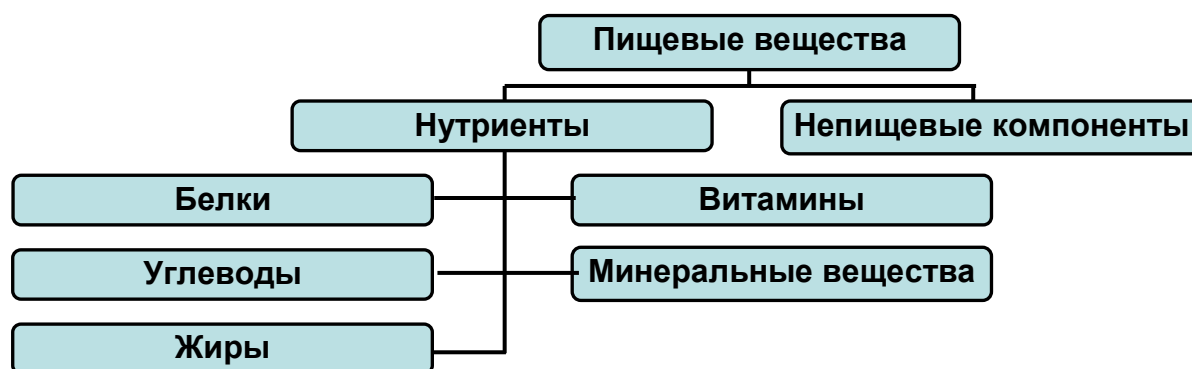 Пищевые вещества
Нутриенты
Непищевые компоненты
Белки
Витамины
Углеводы
Минеральные вещества
Жиры